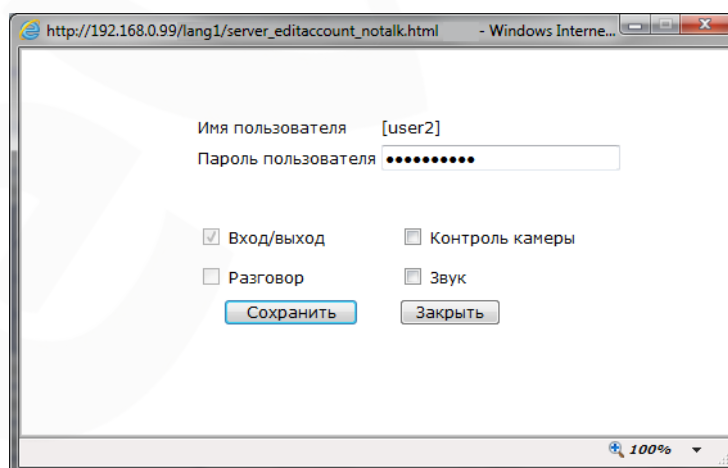 http://192.168.0.99/lang1/server_editaccount_notalk.html - Windows Interne...
Имя пользователя [user2]
Пароль пользователя ••••••••••
Вход/выход Контроль камеры
Разговор Звук
Сохранить Закрыть
100%